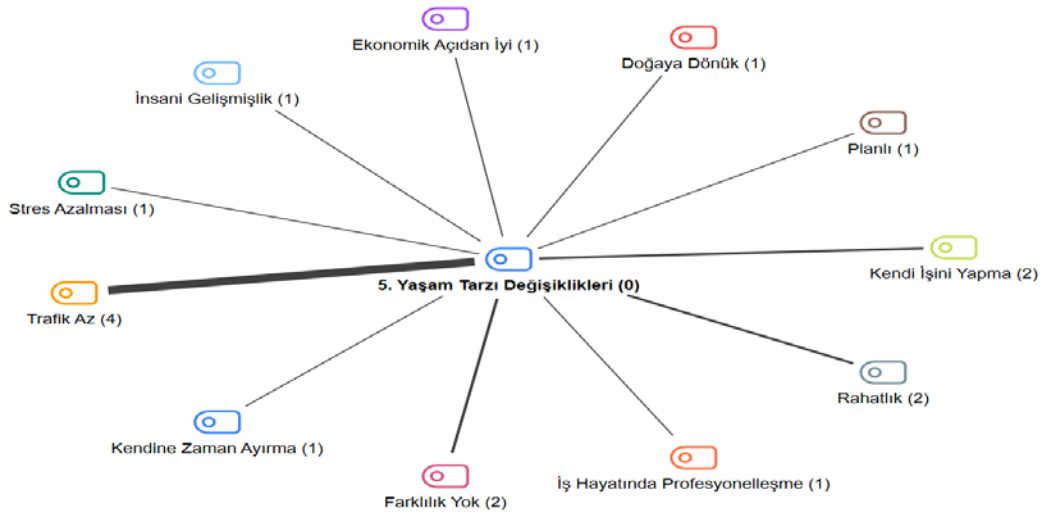 Ekonomik Açıdan İyi (1)
Doğaya Dönük (1)
İnsani Gelişmişlik (1)
Planlı (1)
Stres Azalması (1)
Kendi İşini Yapma (2)
5. Yaşam Tarzı Değişiklikleri (0)
Trafik Az (4)
Rahatlık (2)
Kendine Zaman Ayırma (1)
İş Hayatında Profesyonelleşme (1)
Farklılık Yok (2)